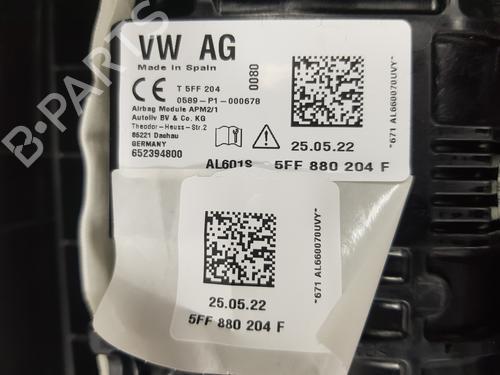 VW AG
Made in Spain
0080
T 5FF 204
0589-P1-000678
Airbag Module APM2/1
Autoliv BV & Co. KG
Theodor-Heuss-Str.2
85221 Dachau
GERMANY
652394800
AL601S
25.05.22
5FF 880 204 F
*671 AL660070UVY*
25.05.22
5FF 880 204 F
*671 AL660070UVY*
B-PARTS